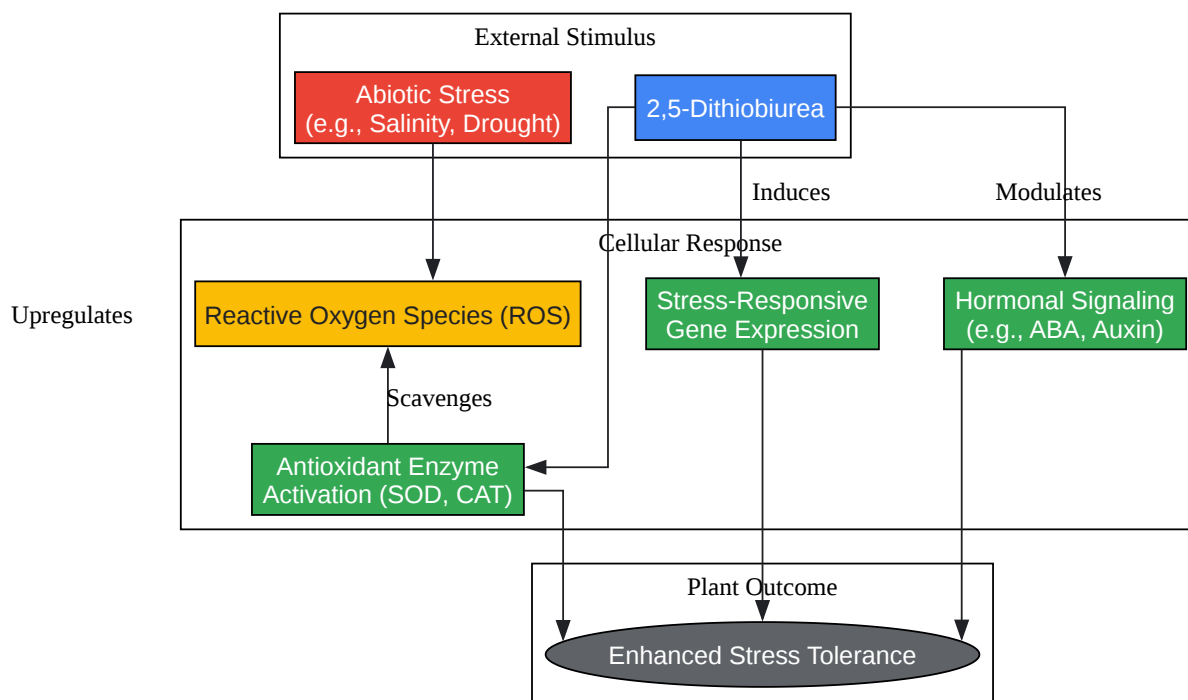 External Stimulus
Abiotic Stress
(e.g., Salinity, Drought)
2,5-Dithiobiurea
Induces
Modulates
Cellular Response
Upregulates
Reactive Oxygen Species (ROS)
Stress-Responsive
Gene Expression
Hormonal Signaling
(e.g., ABA, Auxin)
Scavenges
Antioxidant Enzyme
Activation (SOD, CAT)
Plant Outcome
Enhanced Stress Tolerance